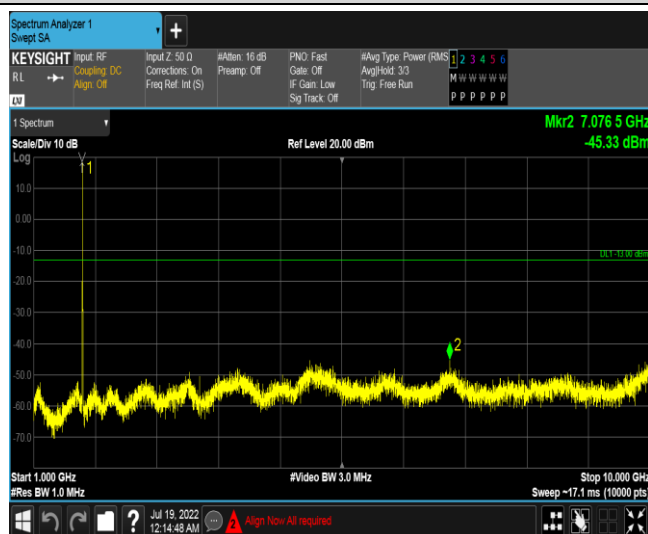 Spectrum Analyzer 1
Swept SA
+
KEYSIGHT
R L
LXI
Input: RF
Coupling: DC
Align: Off
Input Z: 50 Ω
Corrections: On
Freq Ref: Int (S)
#Atten: 16 dB
Preamp: Off
PNO: Fast
Gate: Off
IF Gain: Low
Sig Track: Off
#Avg Type: Power (RMS
Avg|Hold: 3/3
Trig: Free Run
1 2 3 4 5 6
M W W W W W
P P P P P P
1 Spectrum
Mkr2 7.076 5 GHz
-45.33 dBm
Scale/Div 10 dB
Ref Level 20.00 dBm
Log
1
10.0
0.00
-10.0
DL1 -13.00 dBm
-20.0
-30.0
-40.0
2
-50.0
-60.0
-70.0
Start 1.000 GHz
#Video BW 3.0 MHz
Stop 10.000 GHz
#Res BW 1.0 MHz
Sweep ~17.1 ms (10000 pts)
?
Jul 19, 2022
12:14:48 AM
2
Align Now All required